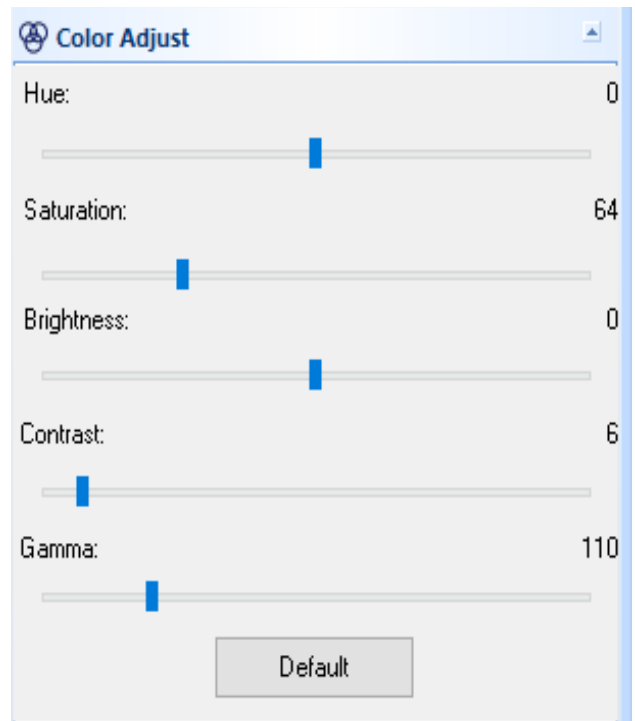 Color Adjust
Hue: 0
Saturation: 64
Brightness: 0
Contrast: 6
Gamma: 110
Default